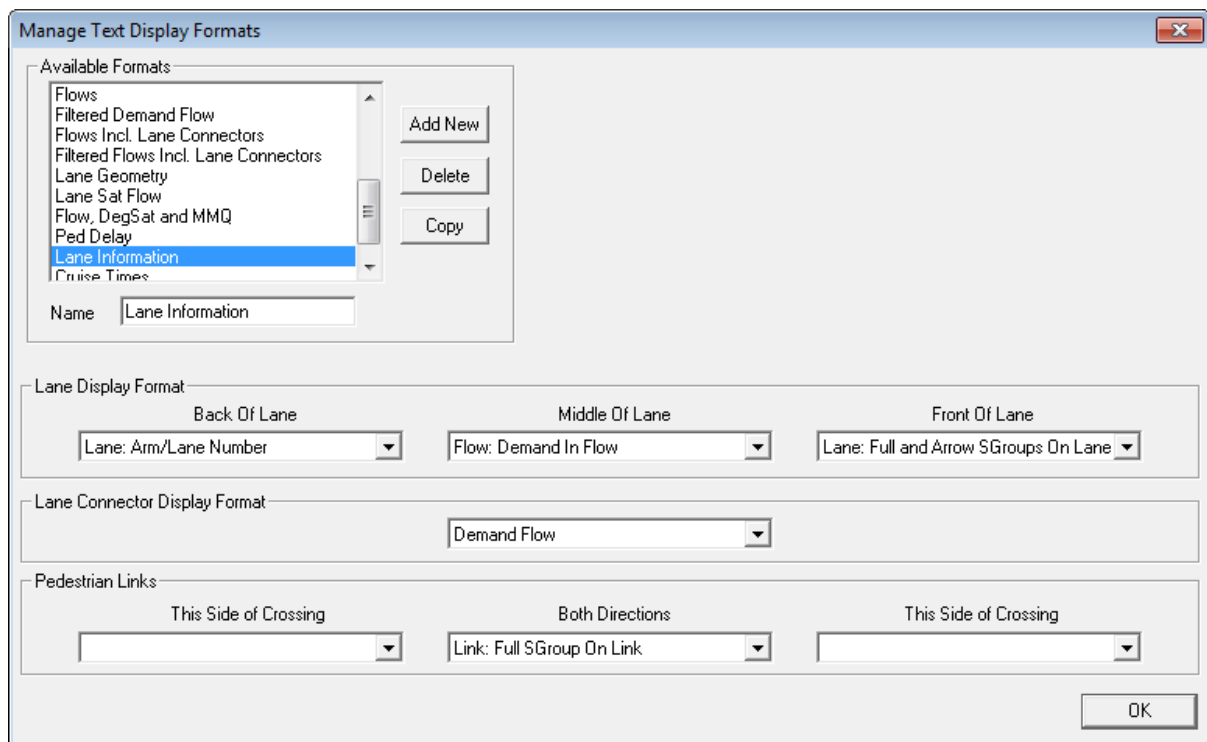 Manage Text Display Formats
Available Formats
Flows
Filtered Demand Flow
Flows Incl. Lane Connectors
Filtered Flows Incl. Lane Connectors
Lane Geometry
Lane Sat Flow
Flow, DegSat and MMQ
Ped Delay
Lane Information
Cruise Times
Add New
Delete
Copy
Name Lane Information
Lane Display Format
Back Of Lane Middle Of Lane Front Of Lane
Lane: Arm/Lane Number Flow: Demand In Flow Lane: Full and Arrow SGroups On Lane
Lane Connector Display Format
Demand Flow
Pedestrian Links
This Side of Crossing Both Directions This Side of Crossing
Link: Full SGroup On Link
OK